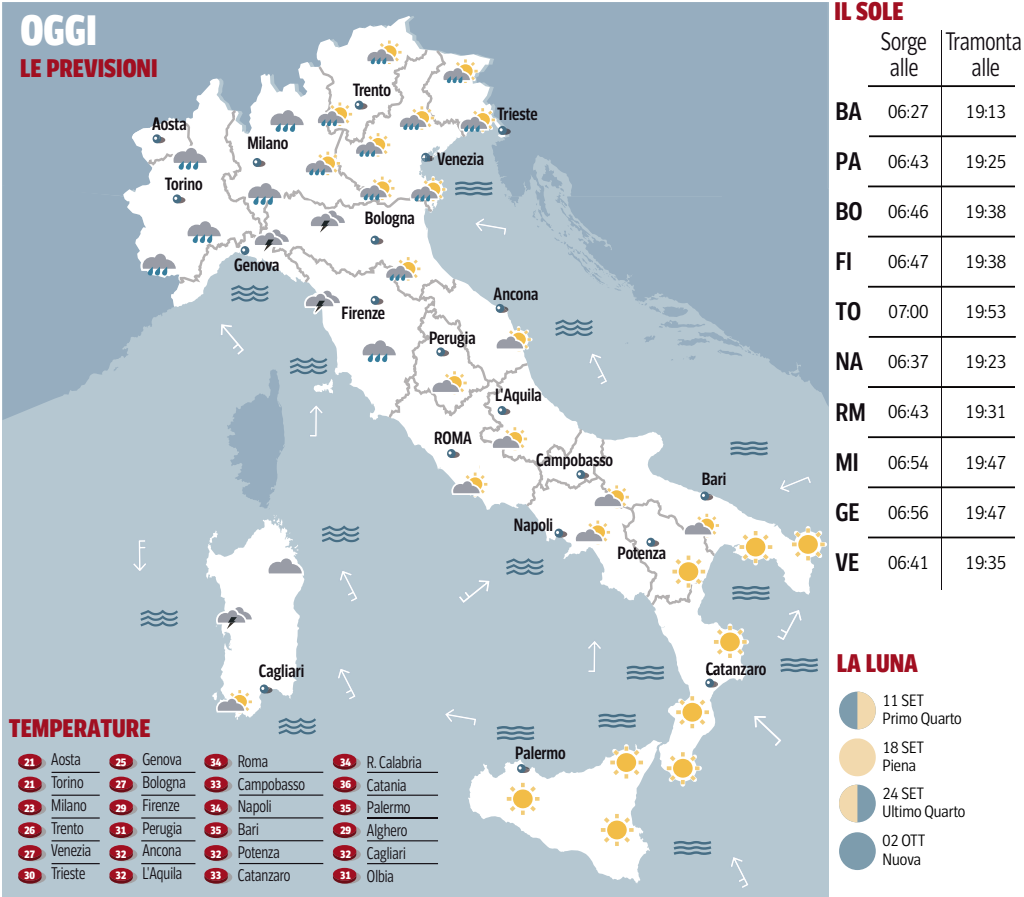 OGGI
LE PREVISIONI
Trento
Trieste
Aosta
Milano
Venezia
Torino
Bologna
Genova
Ancona
Firenze
Perugia
L'Aquila
ROMA
Campobasso
Bari
Napoli
Potenza
Cagliari
Catanzaro
Palermo
TEMPERATURE
21 Aosta
21 Torino
23 Milano
26 Trento
27 Venezia
30 Trieste
25 Genova
27 Bologna
29 Firenze
31 Perugia
32 Ancona
32 L'Aquila
34 Roma
33 Campobasso
34 Napoli
35 Bari
32 Potenza
33 Catanzaro
34 R. Calabria
36 Catania
35 Palermo
29 Alghero
32 Cagliari
31 Olbia
IL SOLE
Sorge Tramonta
alle alle
BA 06:27 19:13
PA 06:43 19:25
BO 06:46 19:38
FI 06:47 19:38
TO 07:00 19:53
NA 06:37 19:23
RM 06:43 19:31
MI 06:54 19:47
GE 06:56 19:47
VE 06:41 19:35
LA LUNA
11 SET
Primo Quarto
18 SET
Piena
24 SET
Ultimo Quarto
02 OTT
Nuova